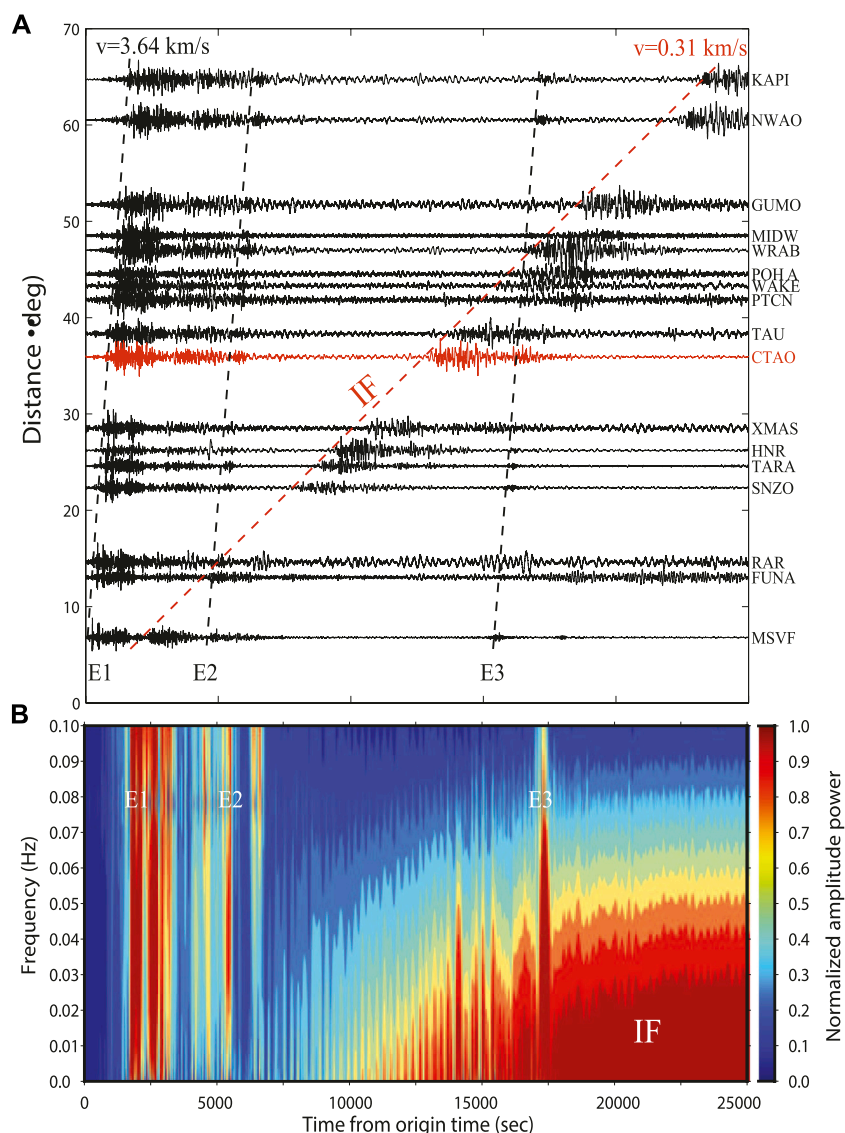 A
70
v=3.64 km/s
v=0.31 km/s
KAPI
60
NWAO
GUMO
50
MIDW
WRAB
POHA
WAKE
40
PTCN
TAU
CTAO
IF
30
XMAS
HNR
TARA
SNZO
20
RAR
FUNA
10
MSVF
E1
E2
E3
0
Distance •deg)
B
0.10
0.09
0.08
0.07
0.06
0.05
0.04
0.03
0.02
0.01
0.0
Frequency (Hz)
E1
E2
E3
IF
0
5000
10000
15000
20000
25000
Time from origin time (sec)
1.0
0.9
0.8
0.7
0.6
0.5
0.4
0.3
0.2
0.1
0.0
Normalized amplitude power